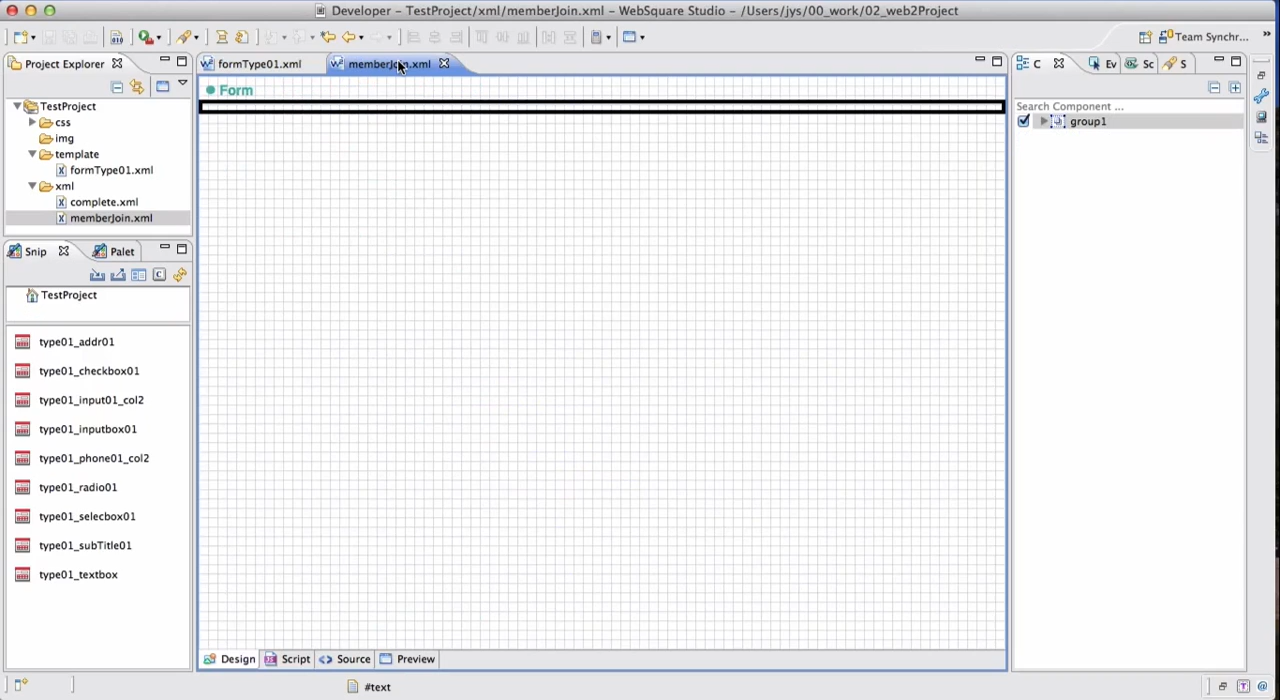 Developer – TestProject/xml/memberJoin.xml – WebSquare Studio – /Users/jys/00_work/02_web2Project
Team Synchr...
Project Explorer
TestProject
css
img
template
formType01.xml
xml
complete.xml
memberJoin.xml
Snip
Palet
TestProject
type01_addr01
type01_checkbox01
type01_input01_col2
type01_inputbox01
type01_phone01_col2
type01_radio01
type01_selecbox01
type01_subTitle01
type01_textbox
formType01.xml
memberJoin.xml
Form
Design
Script
Source
Preview
C
Ev
Sc
S
Search Component ...
group1
#text